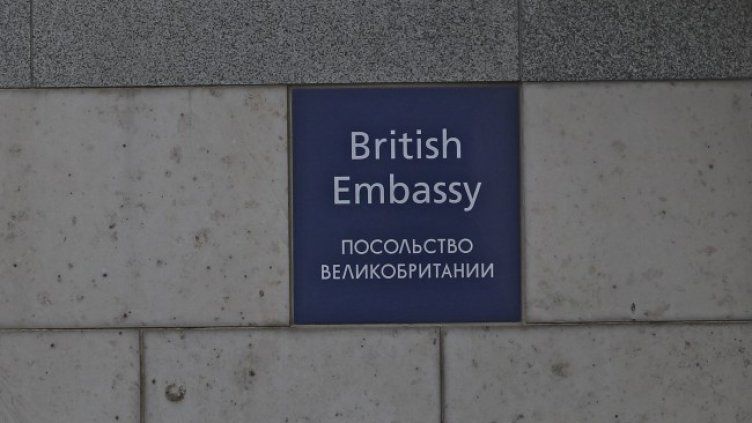 British
Embassy
ПОСОЛЬСТВО
ВЕЛИКОБРИТАНИИ